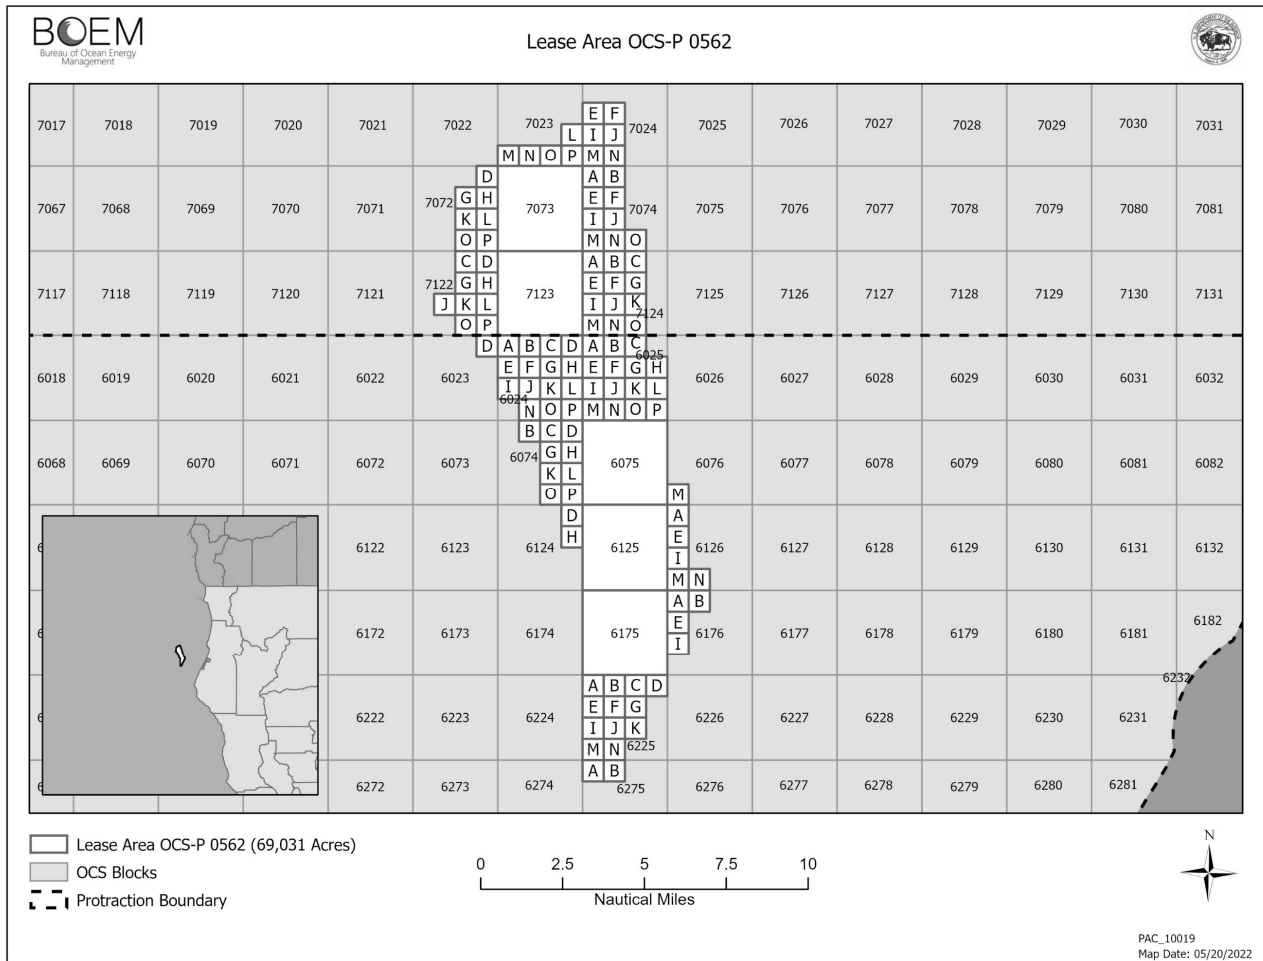 BOEM
Bureau of Ocean Energy
Management
Lease Area OCS-P 0562
E F
7017 7018 7019 7020 7021 7022 7023 L I J 7024 7025 7026 7027 7028 7029 7030 7031
M N O P M N
D A B
7067 7068 7069 7070 7071 7072 G H 7073 E F 7074 7075 7076 7077 7078 7079 7080 7081
K L I J
O P M N O
C D A B C
7117 7118 7119 7120 7121 7122 G H 7123 E F G 7125 7126 7127 7128 7129 7130 7131
J K L I J K
7124
O P M N O
D A B C D A B C
6025
E F G H E F G H
6018 6019 6020 6021 6022 6023 I J K L I J K L 6026 6027 6028 6029 6030 6031 6032
6024
N O P M N O P
B C D
6068 6069 6070 6071 6072 6073 6074 G H 6075 6076 6077 6078 6079 6080 6081 6082
K L
O P M
D A
H E
6122 6123 6124 6125 I 6126 6127 6128 6129 6130 6131 6132
M N
A B
6172 6173 6174 6175 E 6176 6177 6178 6179 6180 6181 6182
I
6232
A B C D
E F G
6222 6223 6224 I J K 6226 6227 6228 6229 6230 6231
M N 6225
A B
6272 6273 6274 6275 6276 6277 6278 6279 6280 6281
Lease Area OCS-P 0562 (69,031 Acres)
OCS Blocks
Protraction Boundary
0 2.5 5 7.5 10
Nautical Miles
N
PAC_10019
Map Date: 05/20/2022